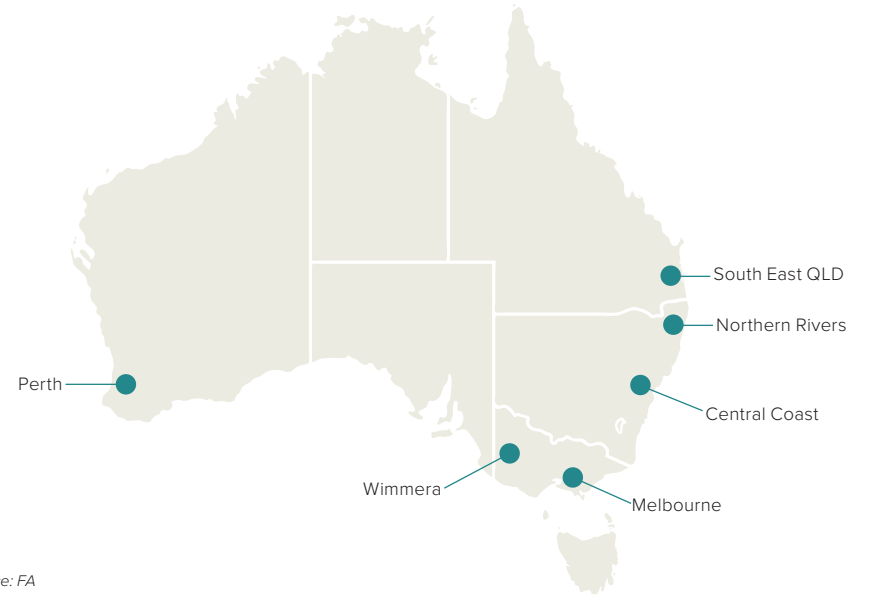 South East QLD
Northern Rivers
Perth
Central Coast
Wimmera
Melbourne
e: FA